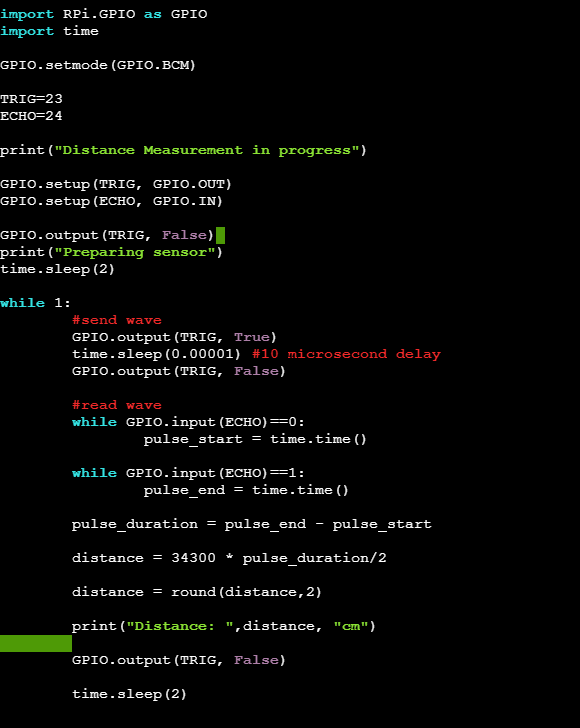 import RPi.GPIO as GPIO
import time
GPIO.setmode(GPIO.BCM)
TRIG=23
ECHO=24
print("Distance Measurement in progress")
GPIO.setup(TRIG, GPIO.OUT)
GPIO.setup(ECHO, GPIO.IN)
GPIO.output(TRIG, False)
print("Preparing sensor")
time.sleep(2)
while 1:
        #send wave
        GPIO.output(TRIG, True)
        time.sleep(0.00001) #10 microsecond delay
        GPIO.output(TRIG, False)
        #read wave
        while GPIO.input(ECHO)==0:
                pulse_start = time.time()
        while GPIO.input(ECHO)==1:
                pulse_end = time.time()
        pulse_duration = pulse_end - pulse_start
        distance = 34300 * pulse_duration/2
        distance = round(distance,2)
        print("Distance: ",distance, "cm")
        GPIO.output(TRIG, False)
        time.sleep(2)